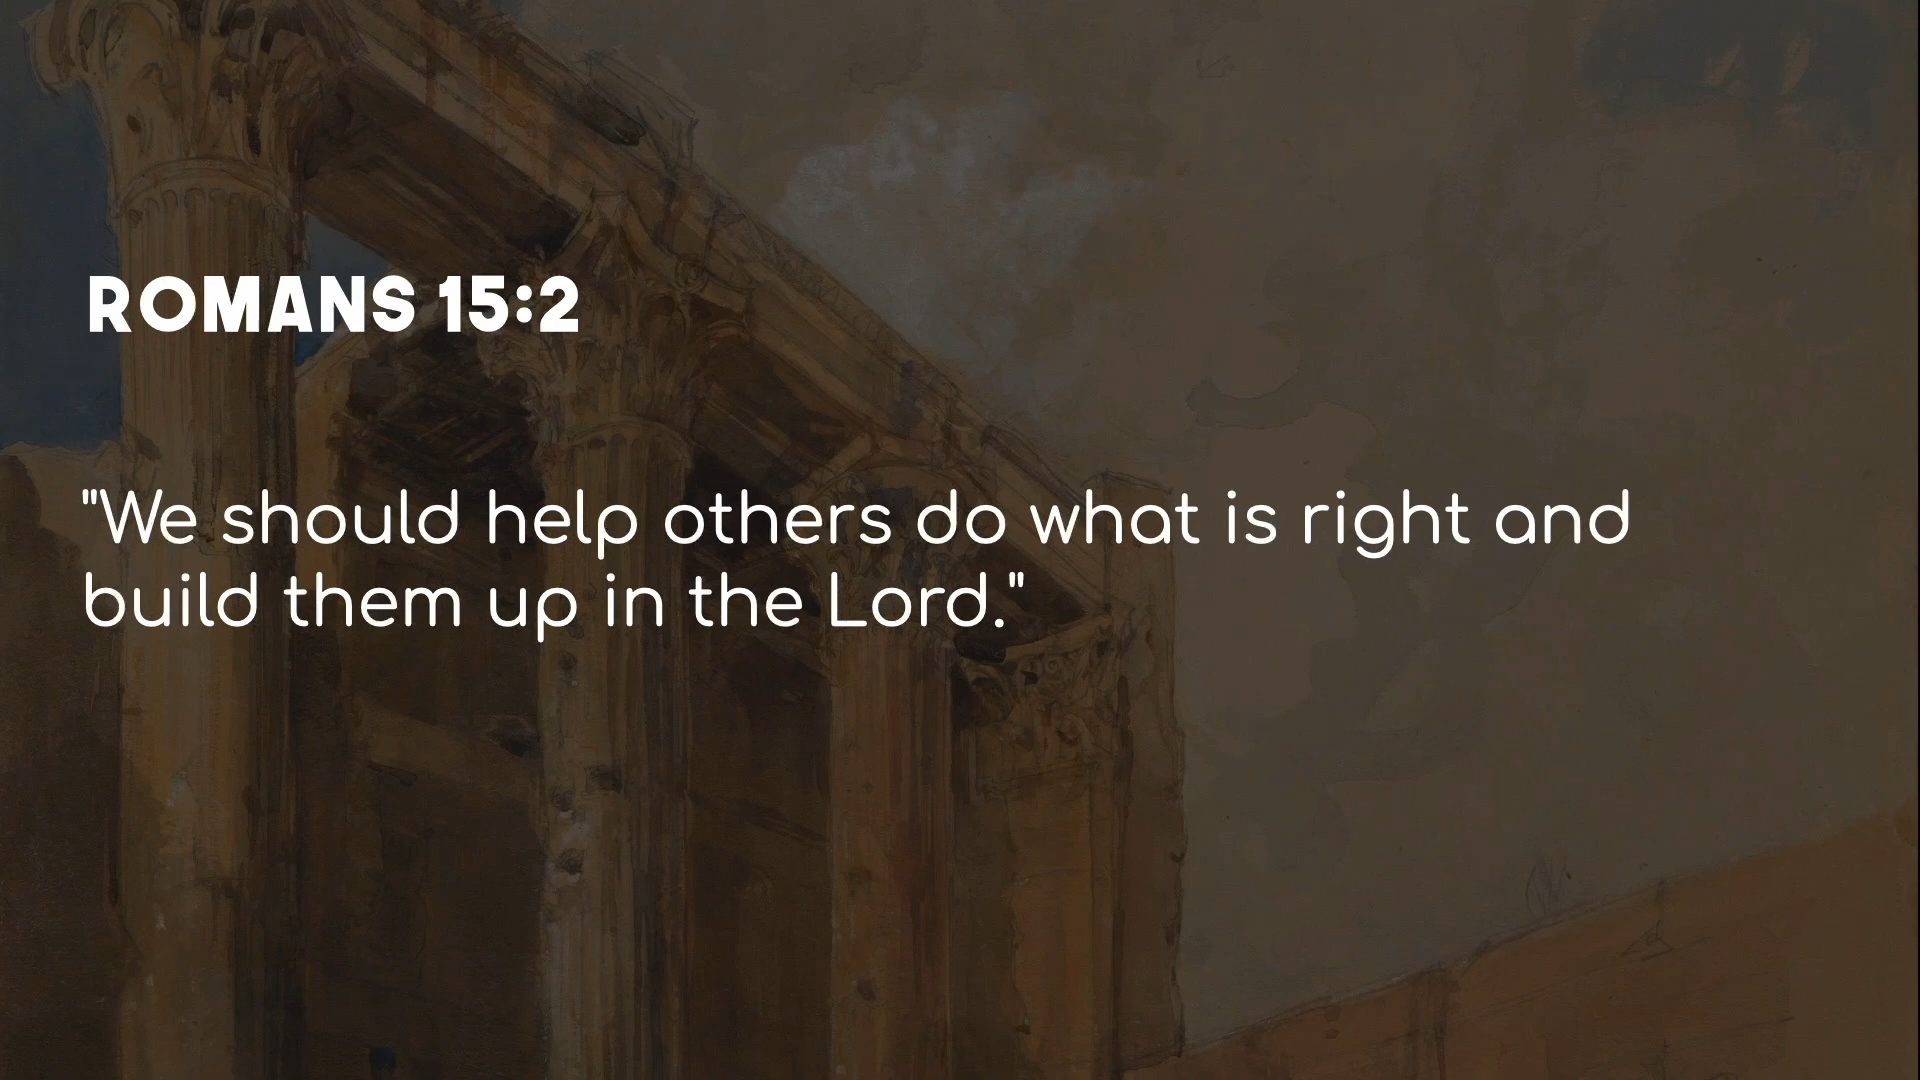 ROMANS 15:2
"We should help others do what is right and
build them up in the Lord."